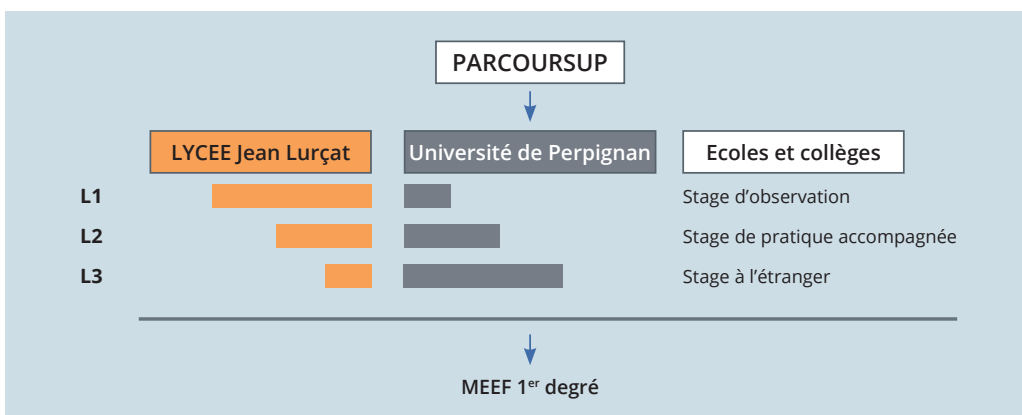 PARCOURSUP
LYCEE Jean Lurçat
Université de Perpignan
Ecoles et collèges
L1
Stage d’observation
L2
Stage de pratique accompagnée
L3
Stage à l’étranger
MEEF 1er degré